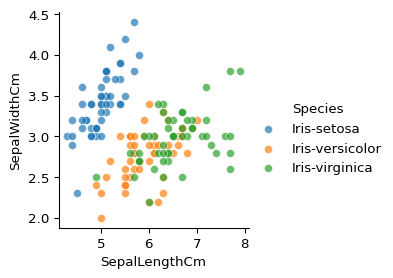 4.5
4.0
3.5
3.0
2.5
2.0
SepalWidthCm
5
6
7
8
SepalLengthCm
Species
Iris-setosa
Iris-versicolor
Iris-virginica